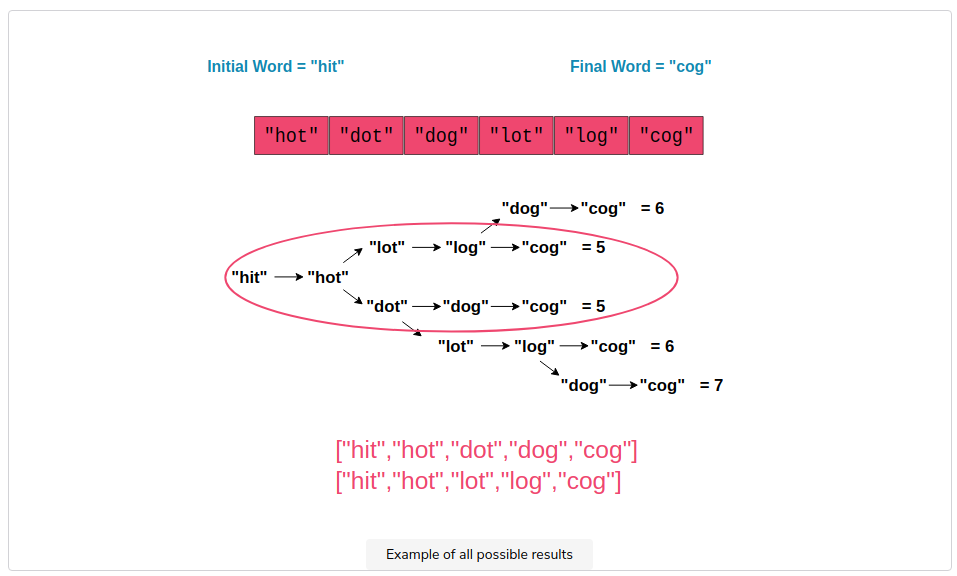 Initial Word = "hit" Final Word = "cog"
"hot" "dot" "dog" "lot" "log" "cog"
"dog" "cog" = 6
"lot" "log" "cog" = 5
"hit" "hot"
"dot" "dog" "cog" = 5
"lot" "log" "cog" = 6
"dog" "cog" = 7
["hit","hot","dot","dog","cog"]
["hit","hot","lot","log","cog"]
Example of all possible results